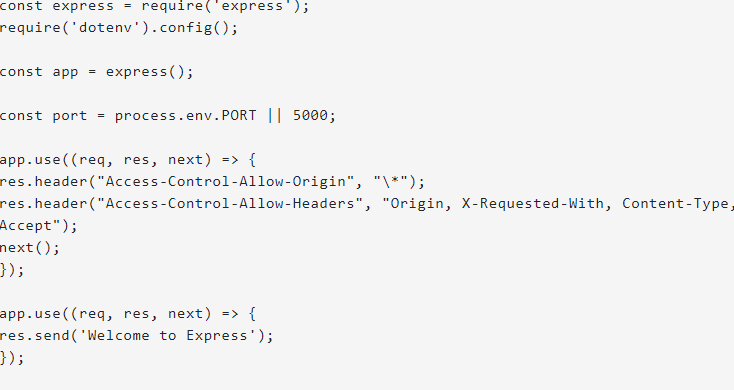 const express = require('express');
require('dotenv').config();
const app = express();
const port = process.env.PORT || 5000;
app.use((req, res, next) => {
res.header("Access-Control-Allow-Origin", "\*");
res.header("Access-Control-Allow-Headers", "Origin, X-Requested-With, Content-Type,
Accept");
next();
});
app.use((req, res, next) => {
res.send('Welcome to Express');
});